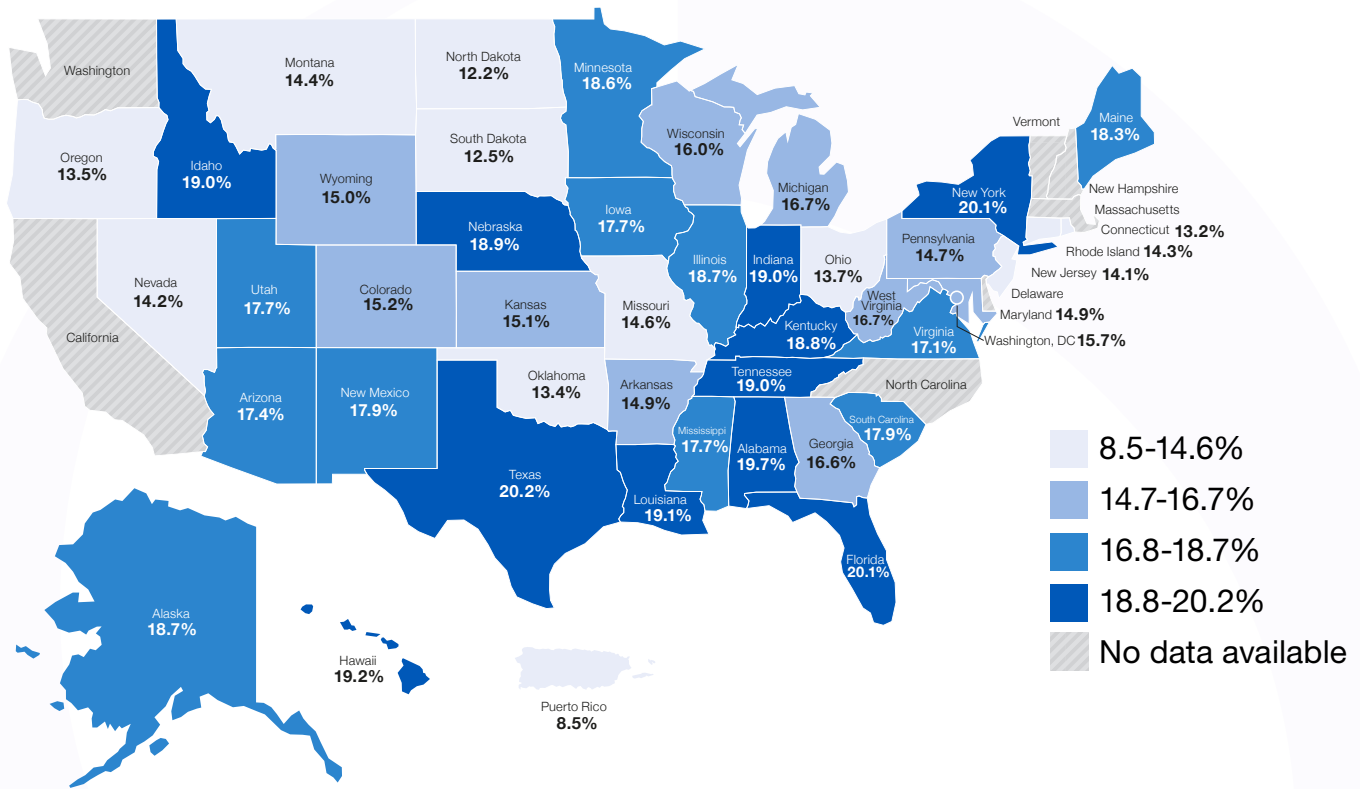 Washington
Montana
14.4%
North Dakota
12.2%
Minnesota
18.6%
Vermont
Maine
18.3%
Oregon
13.5%
Idaho
19.0%
Wyoming
15.0%
South Dakota
12.5%
Wisconsin
16.0%
Michigan
16.7%
New York
20.1%
New Hampshire
Massachusetts
Connecticut 13.2%
Rhode Island 14.3%
New Jersey 14.1%
Delaware
Maryland 14.9%
Washington, DC 15.7%
Nebraska
18.9%
Iowa
17.7%
Pennsylvania
14.7%
Nevada
14.2%
Utah
17.7%
Colorado
15.2%
Kansas
15.1%
Missouri
14.6%
Illinois
18.7%
Indiana
19.0%
Ohio
13.7%
West
Virginia
16.7%
Virginia
17.1%
Kentucky
18.8%
California
Arizona
17.4%
New Mexico
17.9%
Oklahoma
13.4%
Arkansas
14.9%
Tennessee
19.0%
North Carolina
South Carolina
17.9%
Texas
20.2%
Louisiana
19.1%
Mississippi
17.7%
Alabama
19.7%
Georgia
16.6%
Florida
20.1%
Alaska
18.7%
Hawaii
19.2%
Puerto Rico
8.5%
8.5-14.6%
14.7-16.7%
16.8-18.7%
18.8-20.2%
No data available